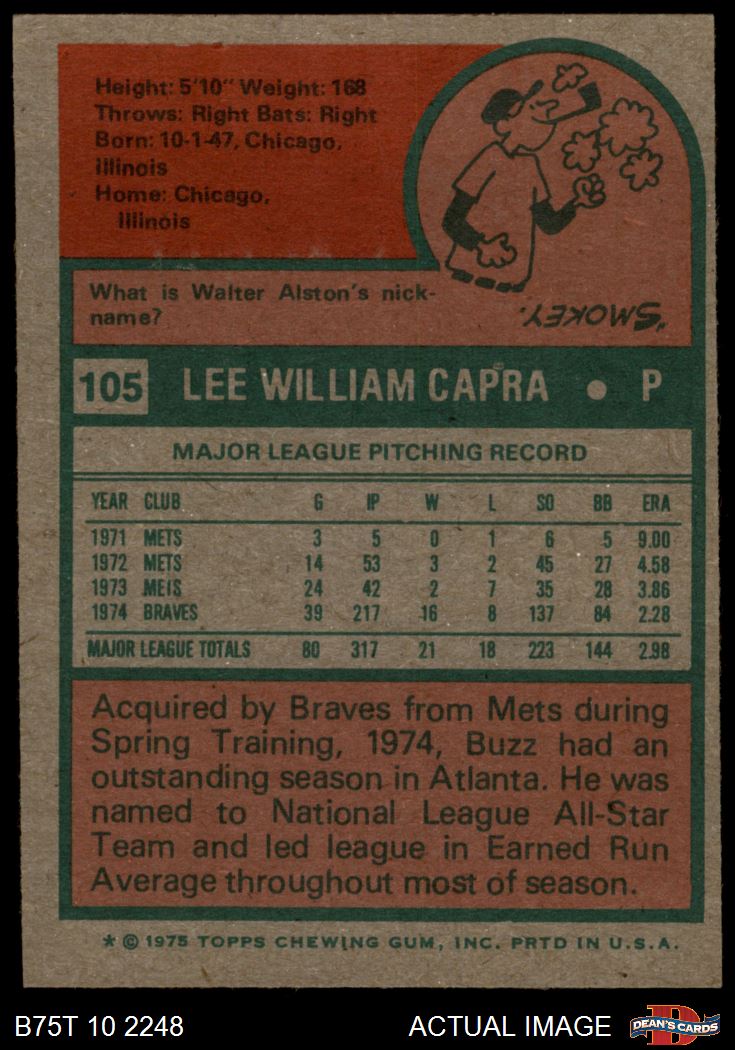 Height: 5'10" Weight: 168
Throws: Right Bats: Right
Born: 10-1-47, Chicago,
Illinois
Home: Chicago,
Illinois
What is Walter Alston's nick-
name?
"SMOKEY."
105 LEE WILLIAM CAPRA • P
MAJOR LEAGUE PITCHING RECORD
YEAR CLUB G IP W L SO BB ERA
1971 METS 3 5 0 1 6 5 9.00
1972 METS 14 53 3 2 45 27 4.58
1973 METS 24 42 2 7 35 28 3.86
1974 BRAVES 39 217 16 8 137 84 2.28
MAJOR LEAGUE TOTALS 80 317 21 18 223 144 2.98
Acquired by Braves from Mets during
Spring Training, 1974, Buzz had an
outstanding season in Atlanta. He was
named to National League All-Star
Team and led league in Earned Run
Average throughout most of season.
* © 1975 TOPPS CHEWING GUM, INC. PRTD IN U.S.A.
B75T 10 2248 ACTUAL IMAGE DEAN'S CARDS